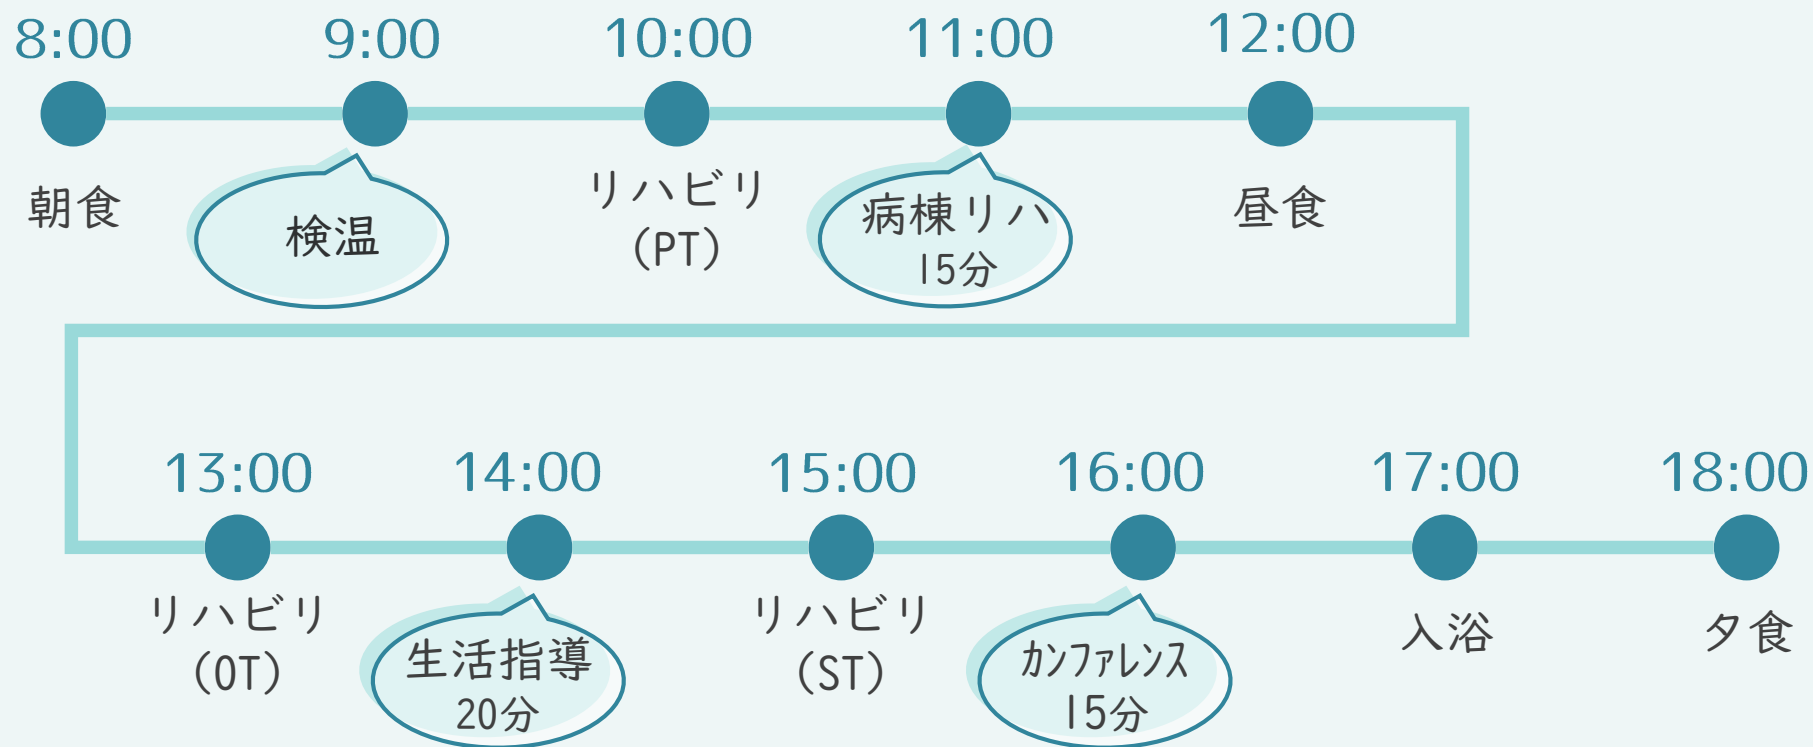 8:00 9:00 10:00 11:00 12:00
朝食
検温
リハビリ
(PT)
病棟リハ
15分
昼食
13:00 14:00 15:00 16:00 17:00 18:00
リハビリ
(OT)
生活指導
20分
リハビリ
(ST)
ｶﾝﾌｧﾚﾝｽ
15分
入浴
夕食